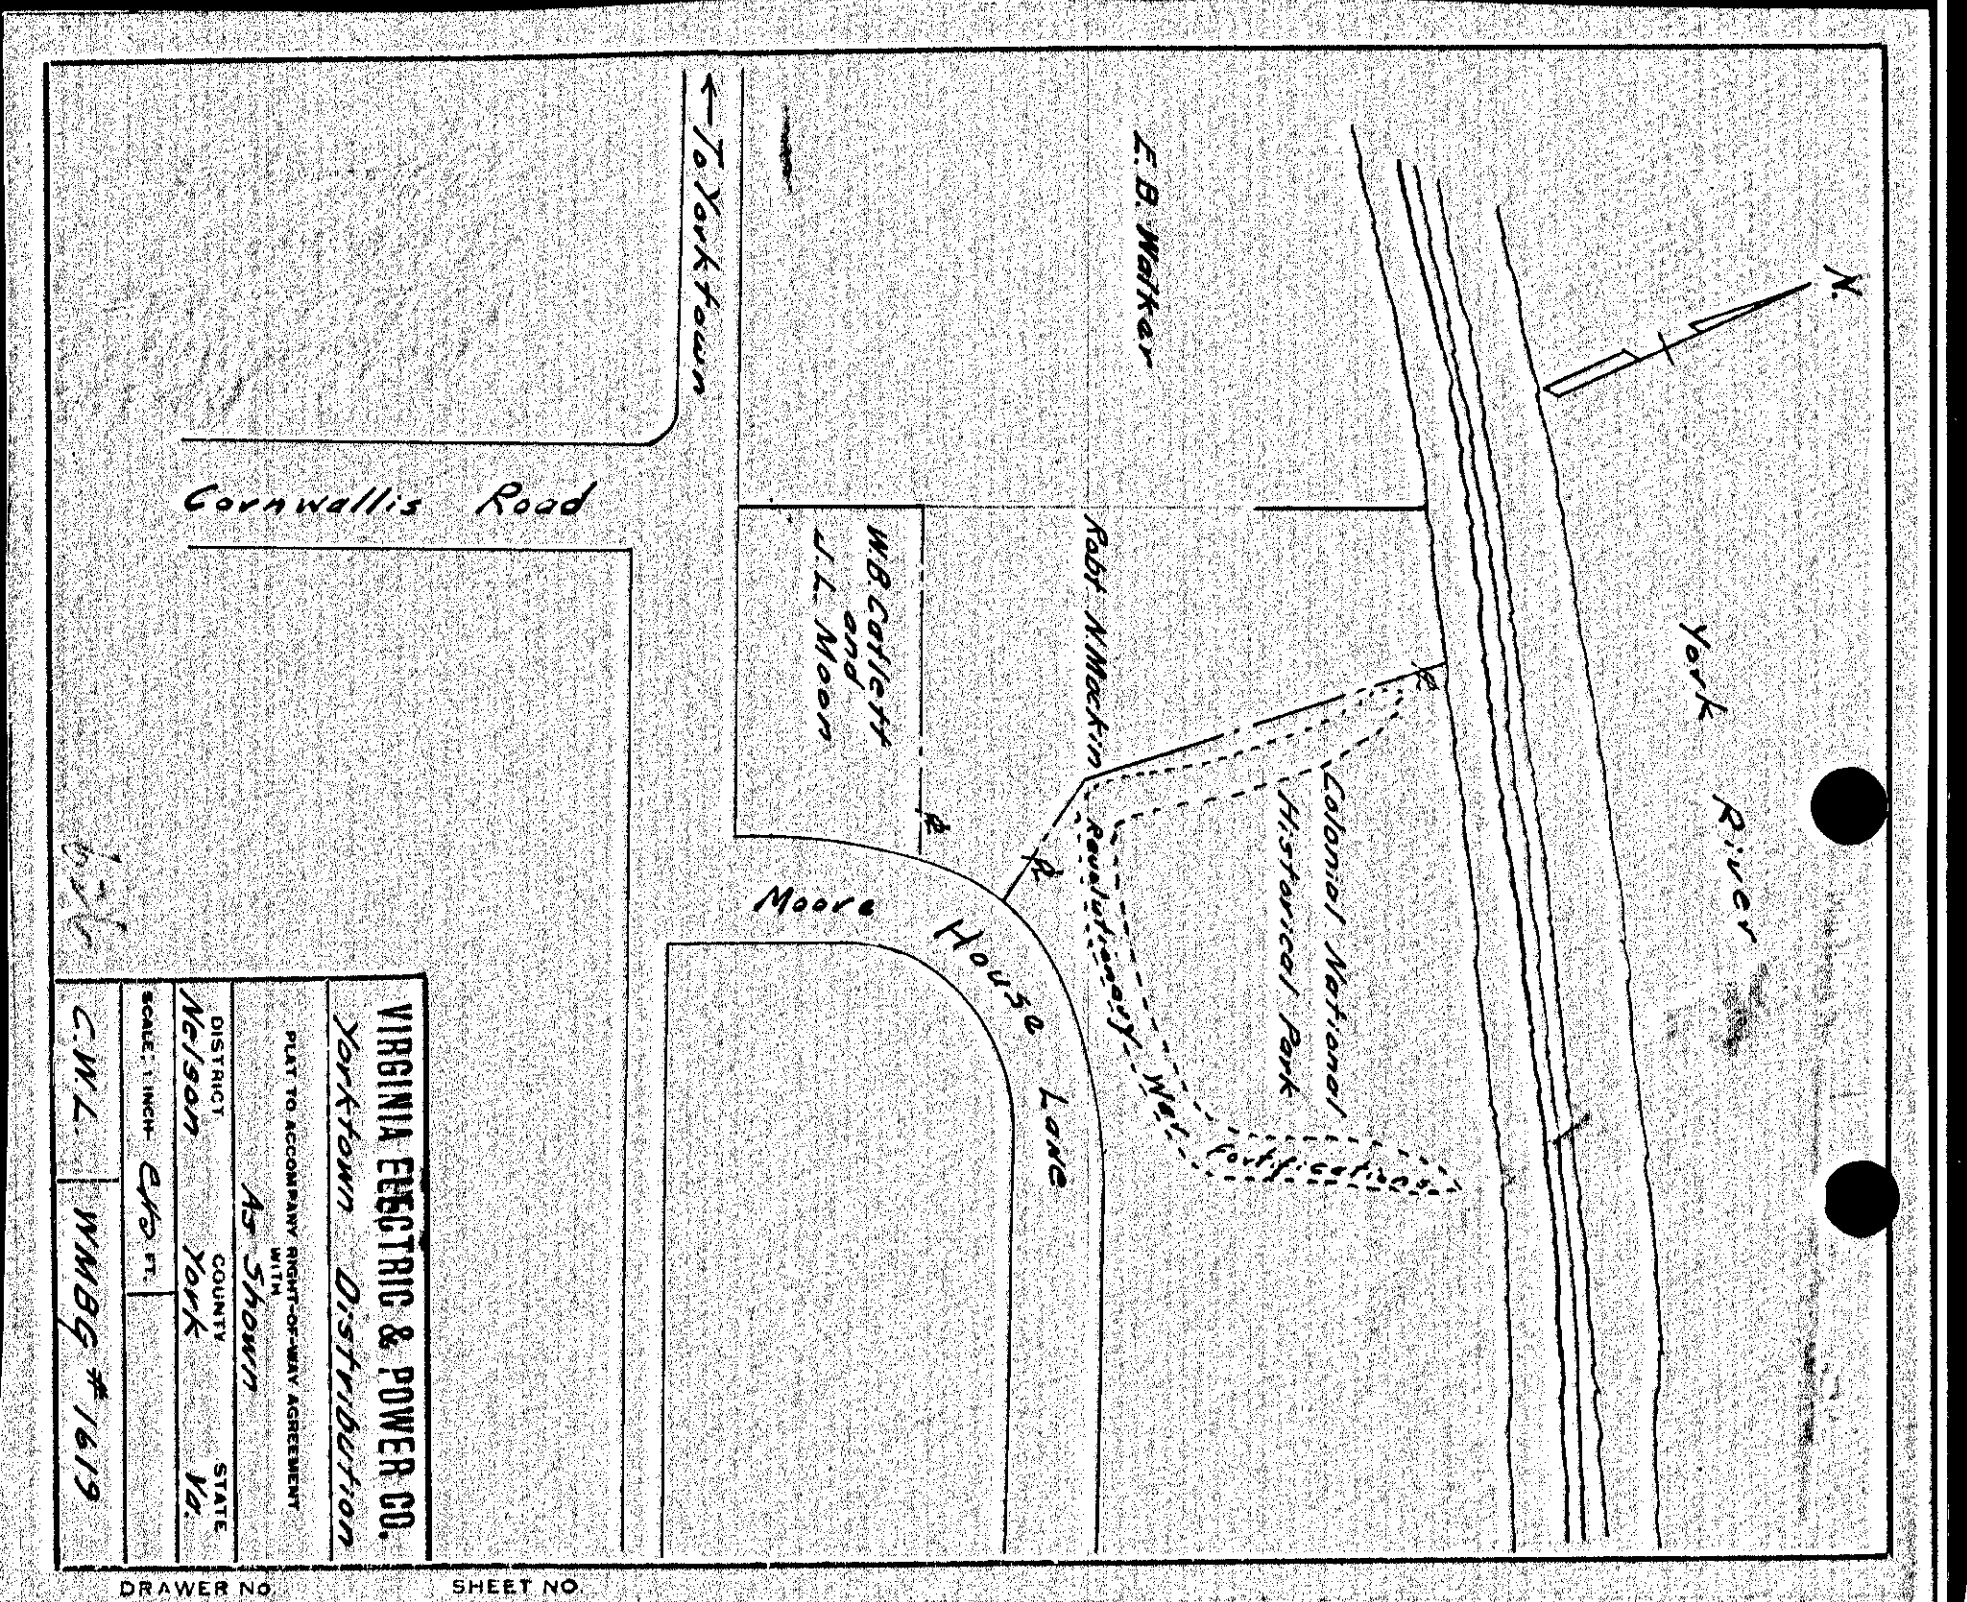 N.
York River
E. B. Walker
← To Yorktown
Cornwallis Road
Robt. N. Mackin
W. B. Catlett
and
J. L. Moon
Colonial National
Historical Park
Revolutionary War Fortifications
Moore House Lane
VIRGINIA ELECTRIC & POWER CO.
Yorktown Distribution
PLAT TO ACCOMPANY RIGHT-OF-WAY AGREEMENT
WITH
As Shown
DISTRICT COUNTY STATE
Nelson York Va.
SCALE: 1 INCH FT.
C.W.L. WMBG # 1619
DRAWER NO. SHEET NO.